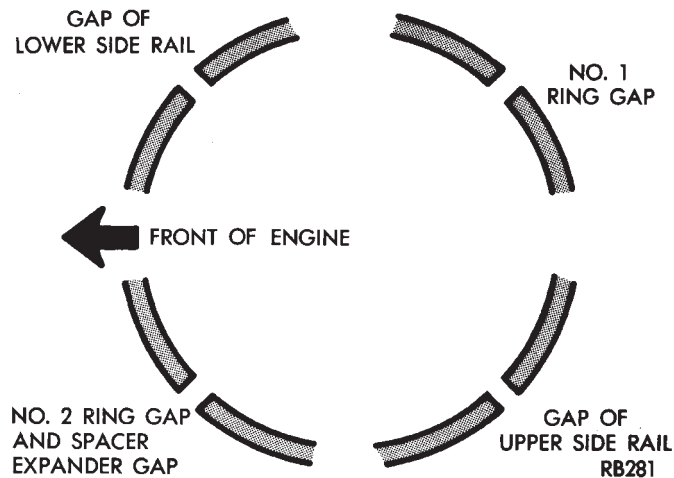 GAP OF
LOWER SIDE RAIL
NO. 1
RING GAP
FRONT OF ENGINE
NO. 2 RING GAP
AND SPACER
EXPANDER GAP
GAP OF
UPPER SIDE RAIL
RB281